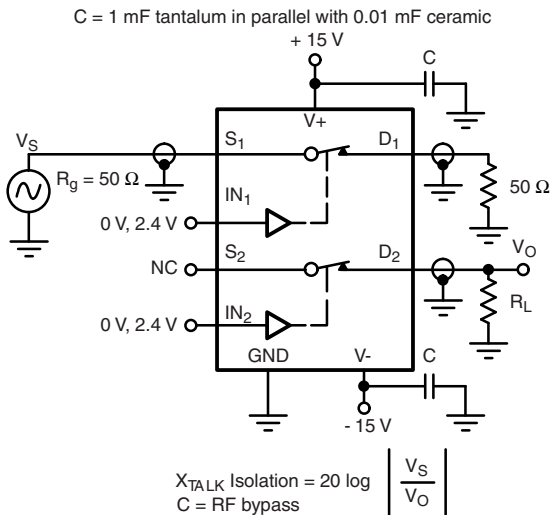 C = 1 mF tantalum in parallel with 0.01 mF ceramic
+ 15 V
C
V+
VS
S1
D1
Rg = 50 Ω
50 Ω
IN1
0 V, 2.4 V
S2
D2
VO
NC
RL
IN2
0 V, 2.4 V
GND
V-
C
- 15 V
XTALK Isolation = 20 log | VS / VO |
C = RF bypass